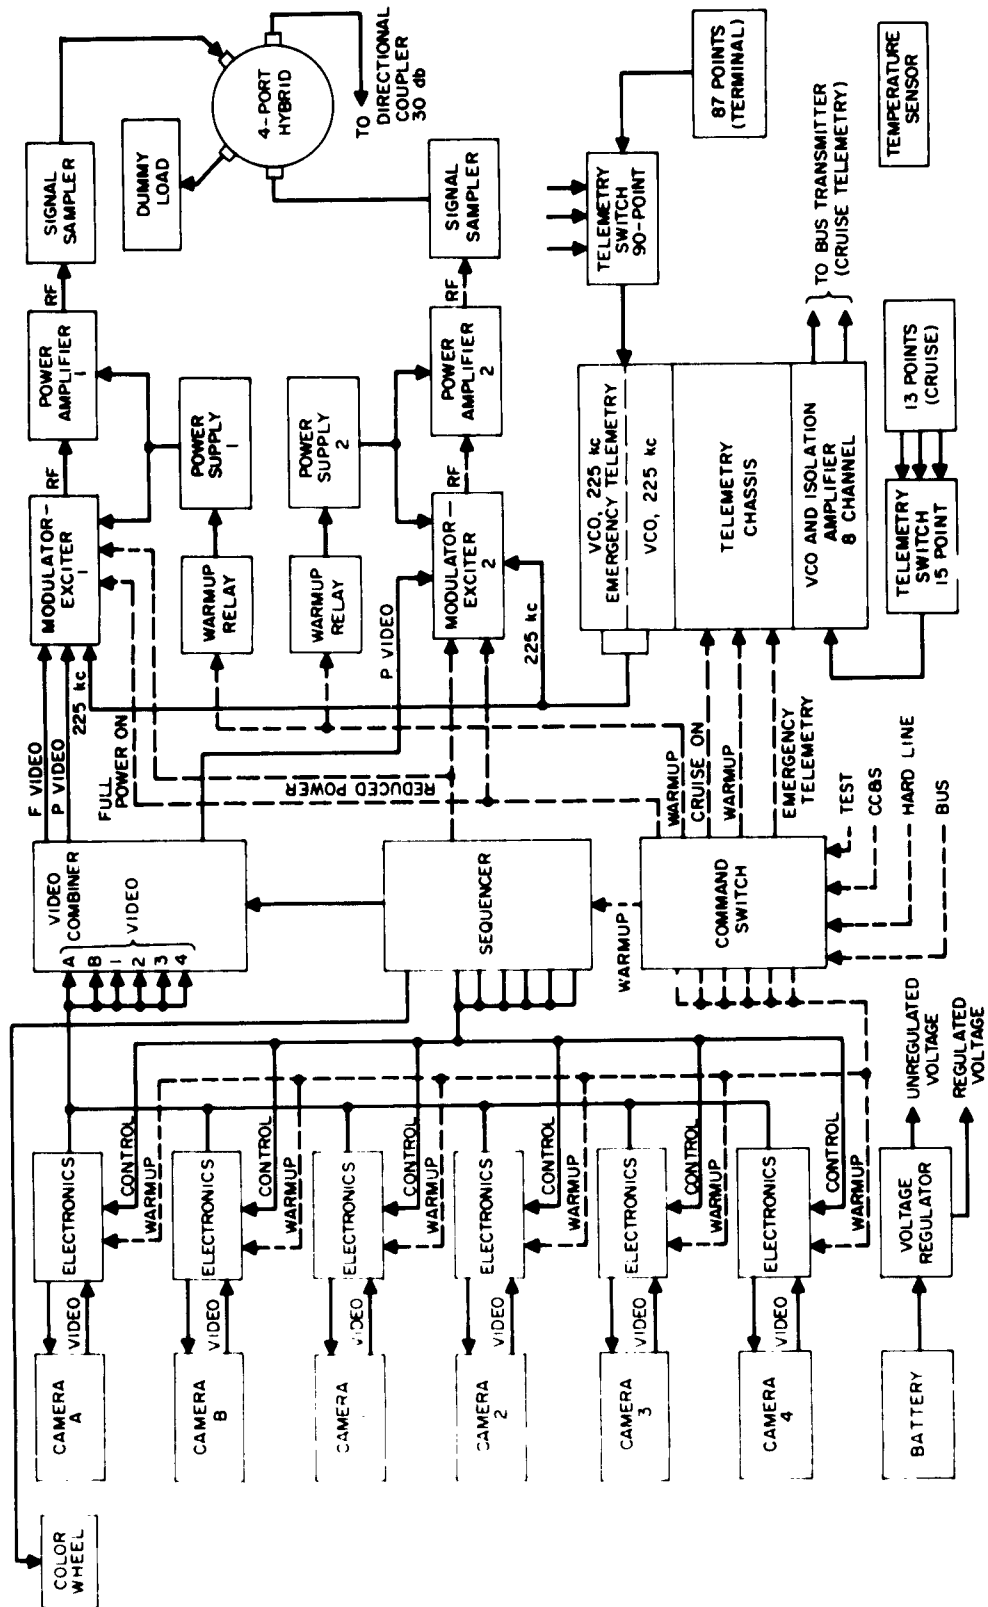 COLOR
WHEEL
CAMERA
A
CAMERA
B
CAMERA
CAMERA
2
CAMERA
3
CAMERA
4
BATTERY
VIDEO
VIDEO
VIDEO
VIDEO
VIDEO
VIDEO
ELECTRONICS
ELECTRONICS
ELECTRONICS
ELECTRONICS
ELECTRONICS
ELECTRONICS
VOLTAGE
REGULATOR
CONTROL
WARMUP
CONTROL
WARMUP
CONTROL
WARMUP
CONTROL
WARMUP
CONTROL
WARMUP
CONTROL
WARMUP
UNREGULATED
VOLTAGE
REGULATED
VOLTAGE
VIDEO
COMBINER
A
B
1
2
3
4
VIDEO
SEQUENCER
WARMUP
COMMAND
SWITCH
TEST
CC&S
HARD LINE
BUS
F VIDEO
P VIDEO
225 kc
FULL
POWER ON
REDUCED POWER
P VIDEO
225 kc
WARMUP
CRUISE ON
WARMUP
EMERGENCY
TELEMETRY
MODULATOR-
EXCITER
1
RF
POWER
AMPLIFIER
1
RF
SIGNAL
SAMPLER
WARMUP
RELAY
POWER
SUPPLY
1
WARMUP
RELAY
POWER
SUPPLY
2
MODULATOR-
EXCITER
2
RF
POWER
AMPLIFIER
2
RF
SIGNAL
SAMPLER
DUMMY
LOAD
4-PORT
HYBRID
TO
DIRECTIONAL
COUPLER
30 db
VCO, 225 kc
EMERGENCY TELEMETRY
VCO, 225 kc
TELEMETRY
CHASSIS
VCO AND ISOLATION
AMPLIFIER
8 CHANNEL
TELEMETRY
SWITCH
90-POINT
87 POINTS
(TERMINAL)
TO BUS TRANSMITTER
(CRUISE TELEMETRY)
TELEMETRY
SWITCH
15 POINT
13 POINTS
(CRUISE)
TEMPERATURE
SENSOR